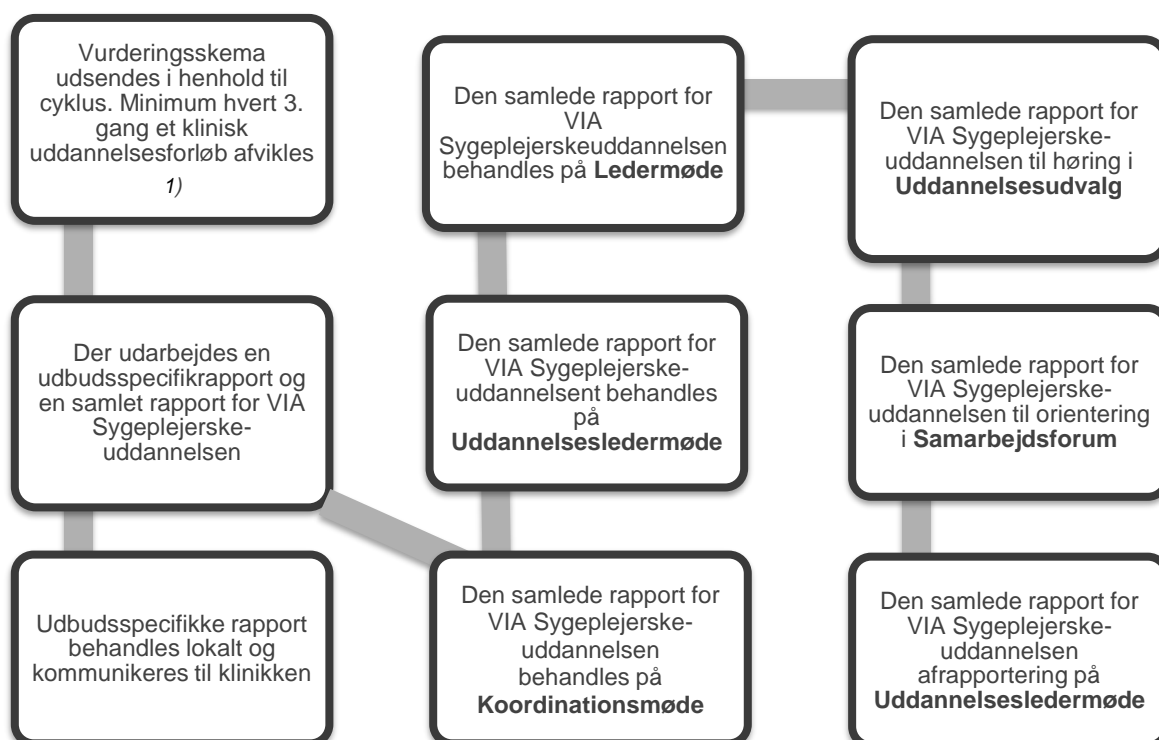 Vurderingsskema
udsendes i henhold til
cyklus. Minimum hvert 3.
gang et klinisk
uddannelsesforløb afvikles
1)
Der udarbejdes en
udbudsspecifikrapport og
en samlet rapport for VIA
Sygeplejerske-
uddannelsen
Udbudsspecifikke rapport
behandles lokalt og
kommunikeres til klinikken
Den samlede rapport for
VIA Sygeplejerske-
uddannelsen
behandles på
Koordinationsmøde
Den samlede rapport for
VIA Sygeplejerske-
uddannelsent behandles
på
Uddannelsesledermøde
Den samlede rapport for
VIA
Sygeplejerskeuddannelsen
behandles på Ledermøde
Den samlede rapport for
VIA Sygeplejerske-
uddannelsen til høring i
Uddannelsesudvalg
Den samlede rapport for
VIA Sygeplejerske-
uddannelsen til orientering
i Samarbejdsforum
Den samlede rapport for
VIA Sygeplejerske-
uddannelsen
afrapportering på
Uddannelsesledermøde